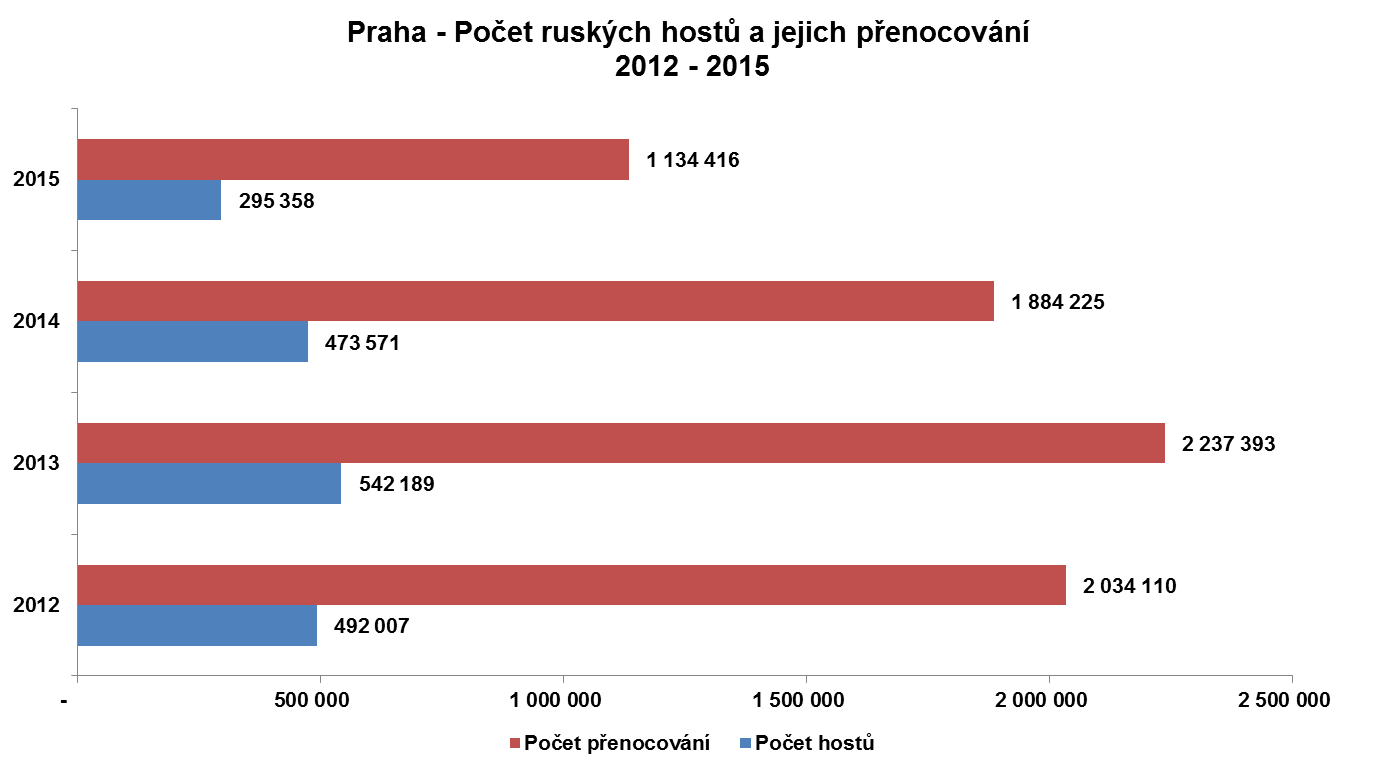 Praha - Počet ruských hostů a jejich přenocování
2012 - 2015
2015
1 134 416
295 358
2014
1 884 225
473 571
2013
2 237 393
542 189
2012
2 034 110
492 007
- 500 000 1 000 000 1 500 000 2 000 000 2 500 000
Počet přenocování Počet hostů